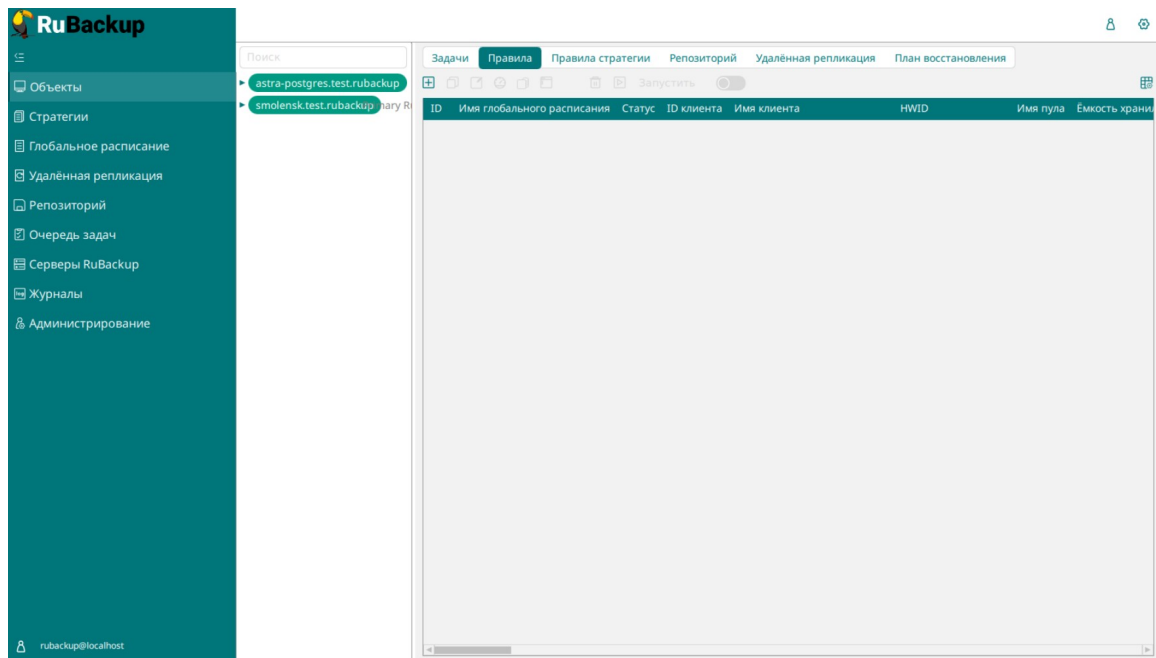 RuBackup
Поиск
Задачи Правила Правила стратегии Репозиторий Удалённая репликация План восстановления
Объекты
astra-postgres.test.rubackup
Запустить
smolensk.test.rubackup
ID Имя глобального расписания Статус ID клиента Имя клиента HWID Имя пула Ёмкость
Стратегии
Глобальное расписание
Удалённая репликация
Репозиторий
Очередь задач
Серверы RuBackup
Журналы
Администрирование
rubackup@localhost